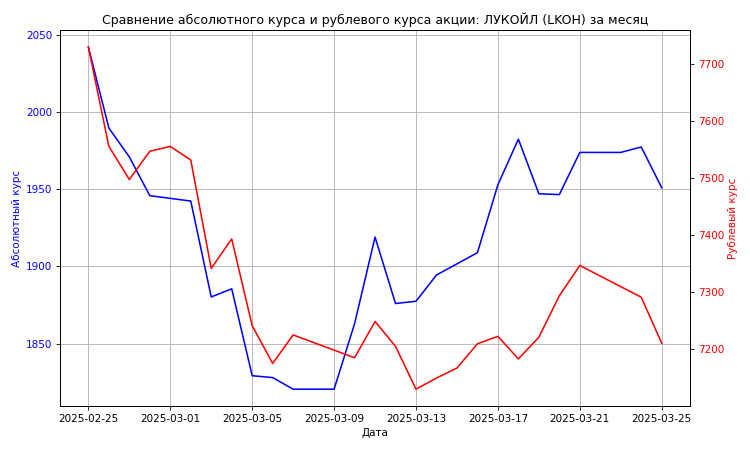 Сравнение абсолютного курса и рублевого курса акции: ЛУКОЙЛ (LKOH) за месяц
2050
2000
1950
1900
1850
Абсолютный курс
7700
7600
7500
7400
7300
7200
Рублевый курс
2025-02-25 2025-03-01 2025-03-05 2025-03-09 2025-03-13 2025-03-17 2025-03-21 2025-03-25
Дата